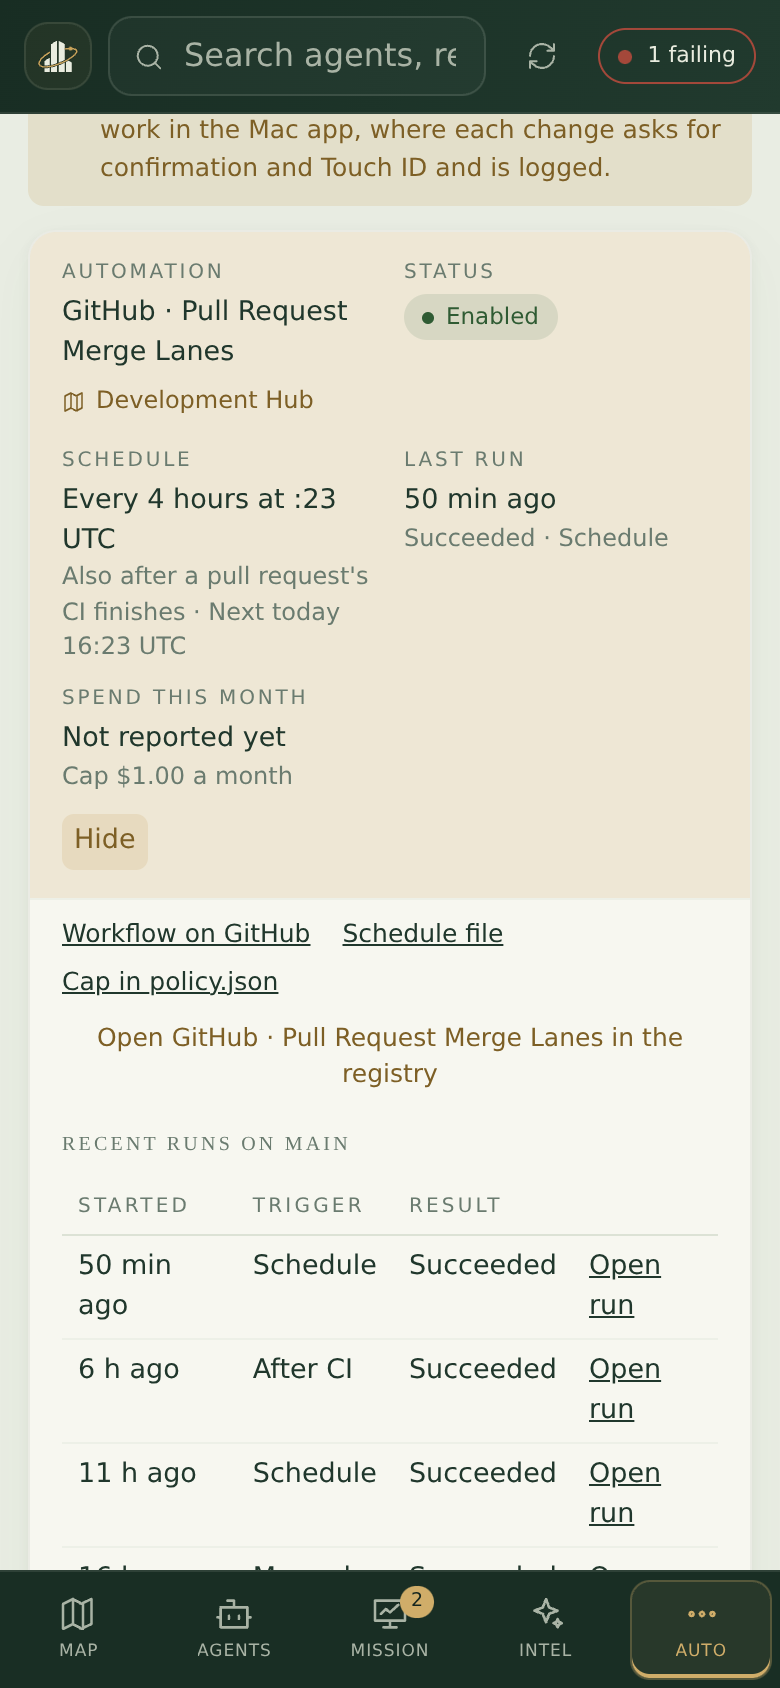 Search agents, re
1 failing
work in the Mac app, where each change asks for
confirmation and Touch ID and is logged.
AUTOMATION
GitHub · Pull Request
Merge Lanes
Development Hub
STATUS
Enabled
SCHEDULE
Every 4 hours at :23
UTC
Also after a pull request's
CI finishes · Next today
16:23 UTC
LAST RUN
50 min ago
Succeeded · Schedule
SPEND THIS MONTH
Not reported yet
Cap $1.00 a month
Hide
Workflow on GitHub Schedule file
Cap in policy.json
Open GitHub · Pull Request Merge Lanes in the
registry
RECENT RUNS ON MAIN
STARTED TRIGGER RESULT
50 min ago Schedule Succeeded Open run
6 h ago After CI Succeeded Open run
11 h ago Schedule Succeeded Open run
MAP
AGENTS
2
MISSION
INTEL
AUTO